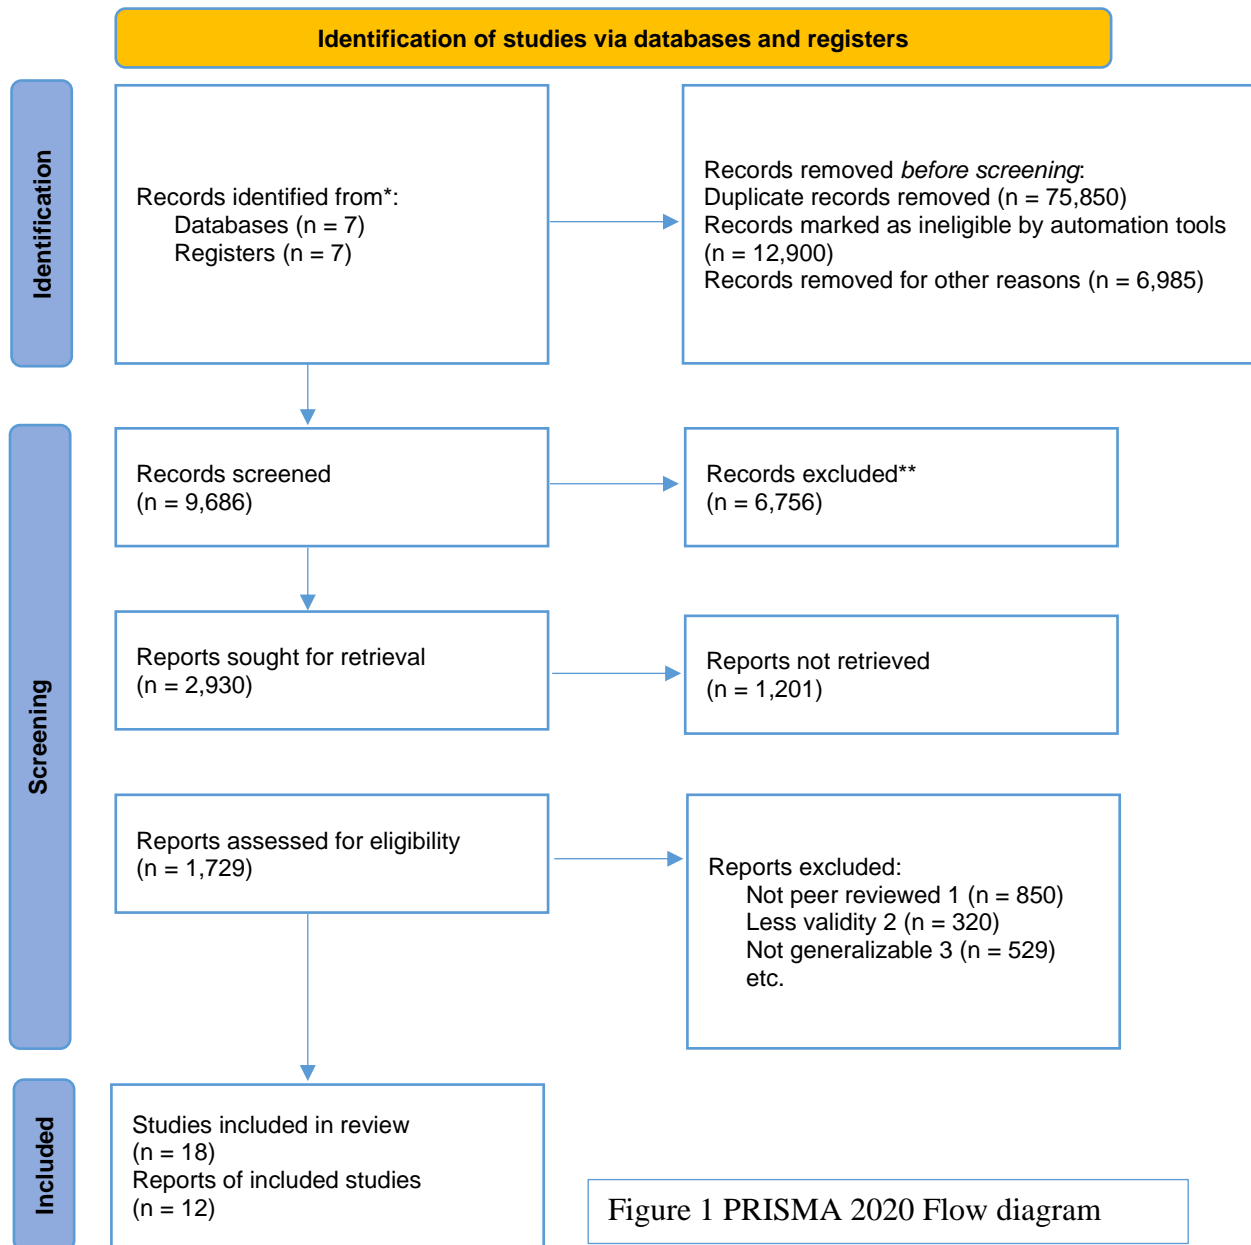 Identification of studies via databases and registers
Identification
Records identified from*:
Databases (n = 7)
Registers (n = 7)
Records removed before screening:
Duplicate records removed (n = 75,850)
Records marked as ineligible by automation tools
(n = 12,900)
Records removed for other reasons (n = 6,985)
Screening
Records screened
(n = 9,686)
Records excluded**
(n = 6,756)
Reports sought for retrieval
(n = 2,930)
Reports not retrieved
(n = 1,201)
Reports assessed for eligibility
(n = 1,729)
Reports excluded:
Not peer reviewed 1 (n = 850)
Less validity 2 (n = 320)
Not generalizable 3 (n = 529)
etc.
Included
Studies included in review
(n = 18)
Reports of included studies
(n = 12)
Figure 1 PRISMA 2020 Flow diagram